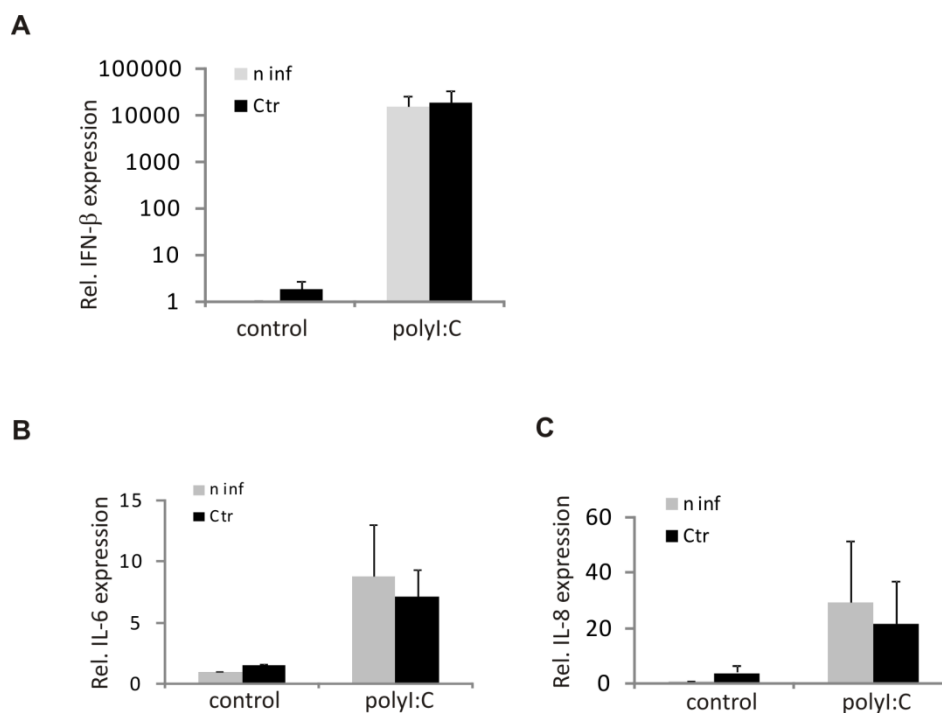 A
Rel. IFN-β expression
100000
10000
1000
100
10
1
n inf
Ctr
control
polyI:C
B
Rel. IL-6 expression
15
10
5
0
n inf
Ctr
control
polyI:C
C
Rel. IL-8 expression
60
40
20
0
n inf
Ctr
control
polyI:C